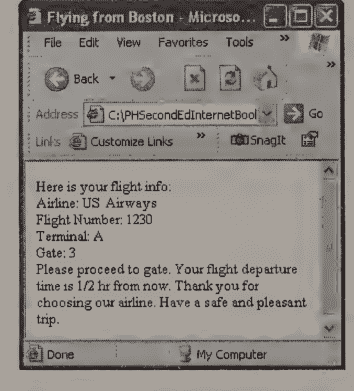 Flying from Boston - Microso...
File Edit View Favorites Tools »
Back »
Address C:\PHSecondEdInternetBool Go
Links Customize Links » SnagIt
Here is your flight info:
Airline: US Airways
Flight Number: 1230
Terminal: A
Gate: 3
Please proceed to gate. Your flight departure
time is 1/2 hr from now. Thank you for
choosing our airline. Have a safe and pleasant
trip.
Done My Computer